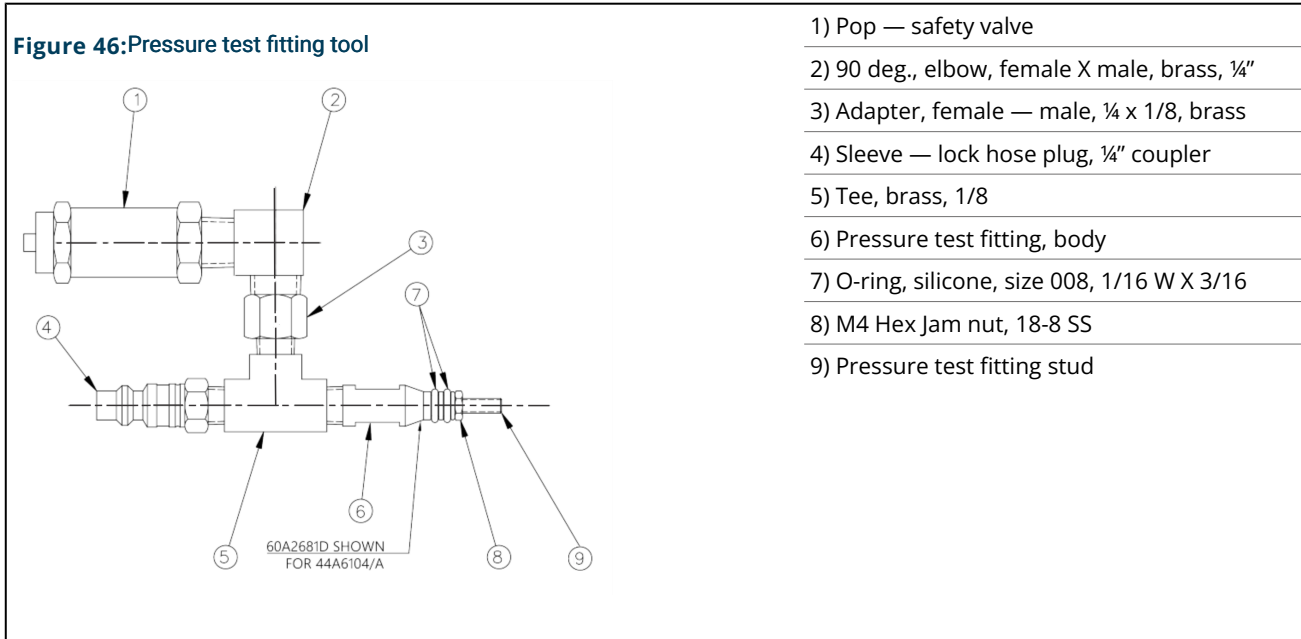 Figure 46:Pressure test fitting tool
1
2
3
7
4
6
60A2681D SHOWN
FOR 44A6104/A
5
8
9
1) Pop — safety valve
2) 90 deg., elbow, female X male, brass, ¼”
3) Adapter, female — male, ¼ x 1/8, brass
4) Sleeve — lock hose plug, ¼” coupler
5) Tee, brass, 1/8
6) Pressure test fitting, body
7) O-ring, silicone, size 008, 1/16 W X 3/16
8) M4 Hex Jam nut, 18-8 SS
9) Pressure test fitting stud